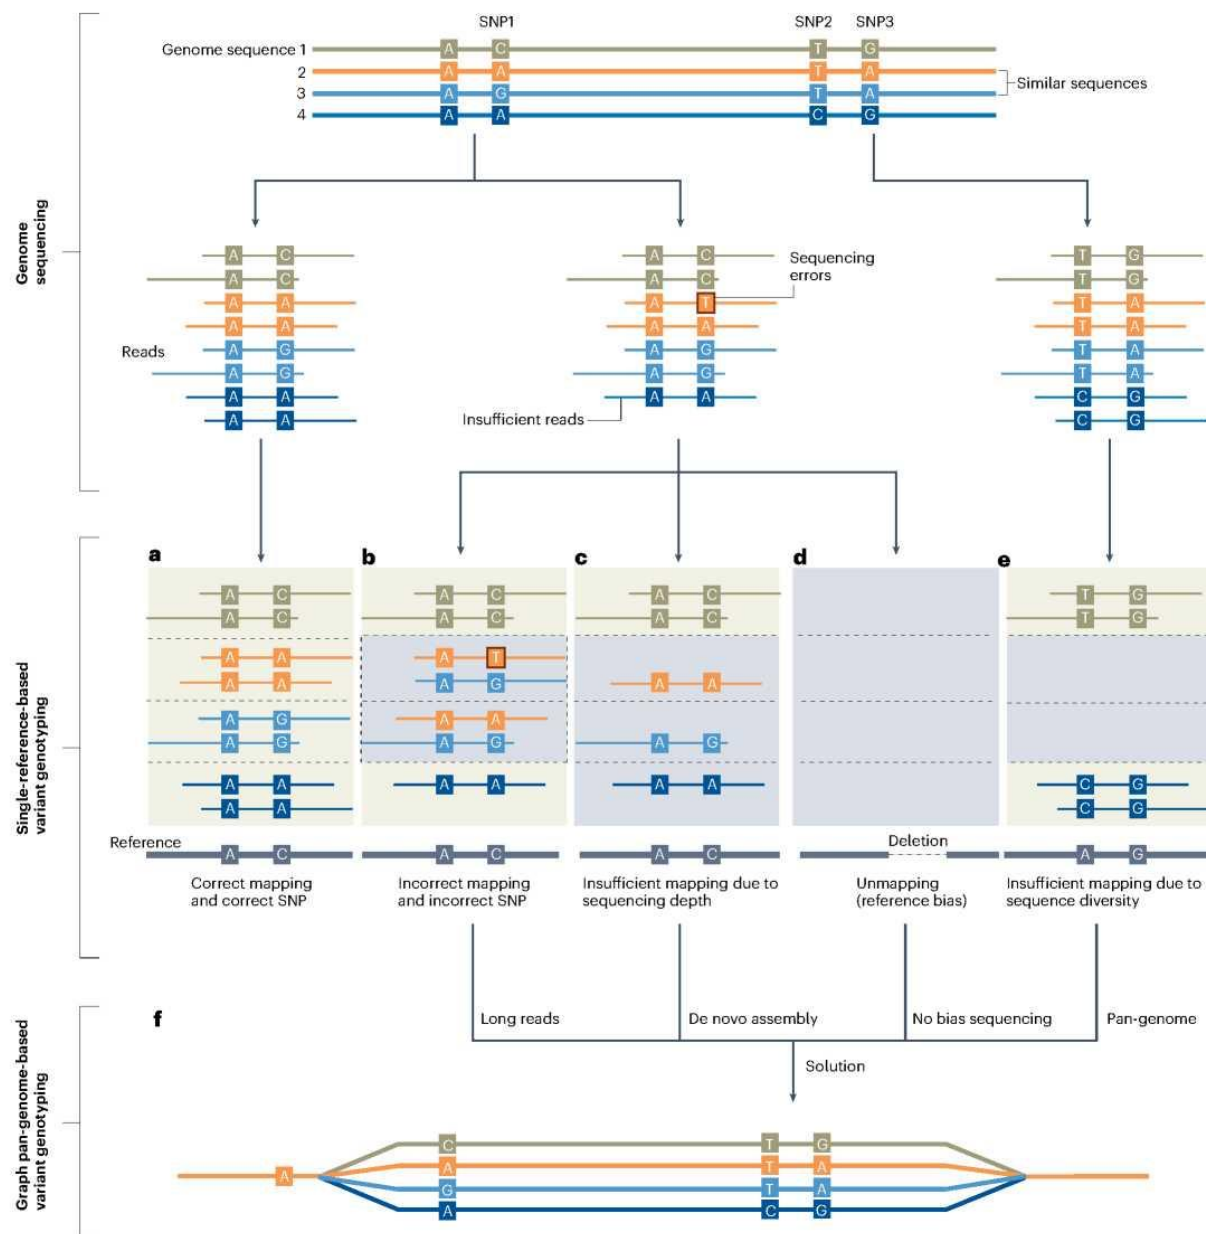 SNP1 SNP2 SNP3
Genome sequence 1 A C T G
2 A A T A
3 A G T A
4 A A C G
Similar sequences
Genome
sequencing
Reads
A C
A C
A A
A A
A G
A G
A A
A A
Sequencing
errors
Insufficient reads
A C
A C
A T
A A
A G
A G
A A
T G
T G
T A
T A
T A
T A
C G
C G
Single-reference-based
variant genotyping
a
A C
A C
A A
A A
A G
A G
A A
A A
Reference
A C
Correct mapping
and correct SNP
b
A C
A C
A T
A G
A A
A G
A A
A C
Incorrect mapping
and incorrect SNP
c
A C
A C
A A
A G
A A
A C
Insufficient mapping due to
sequencing depth
d
Deletion
Unmapping
(reference bias)
e
T G
T G
C G
C G
A G
Insufficient mapping due to
sequence diversity
Graph pan-genome-based
variant genotyping
f
Long reads
De novo assembly
No bias sequencing
Pan-genome
Solution
C T G
A A T A
G T A
A C G